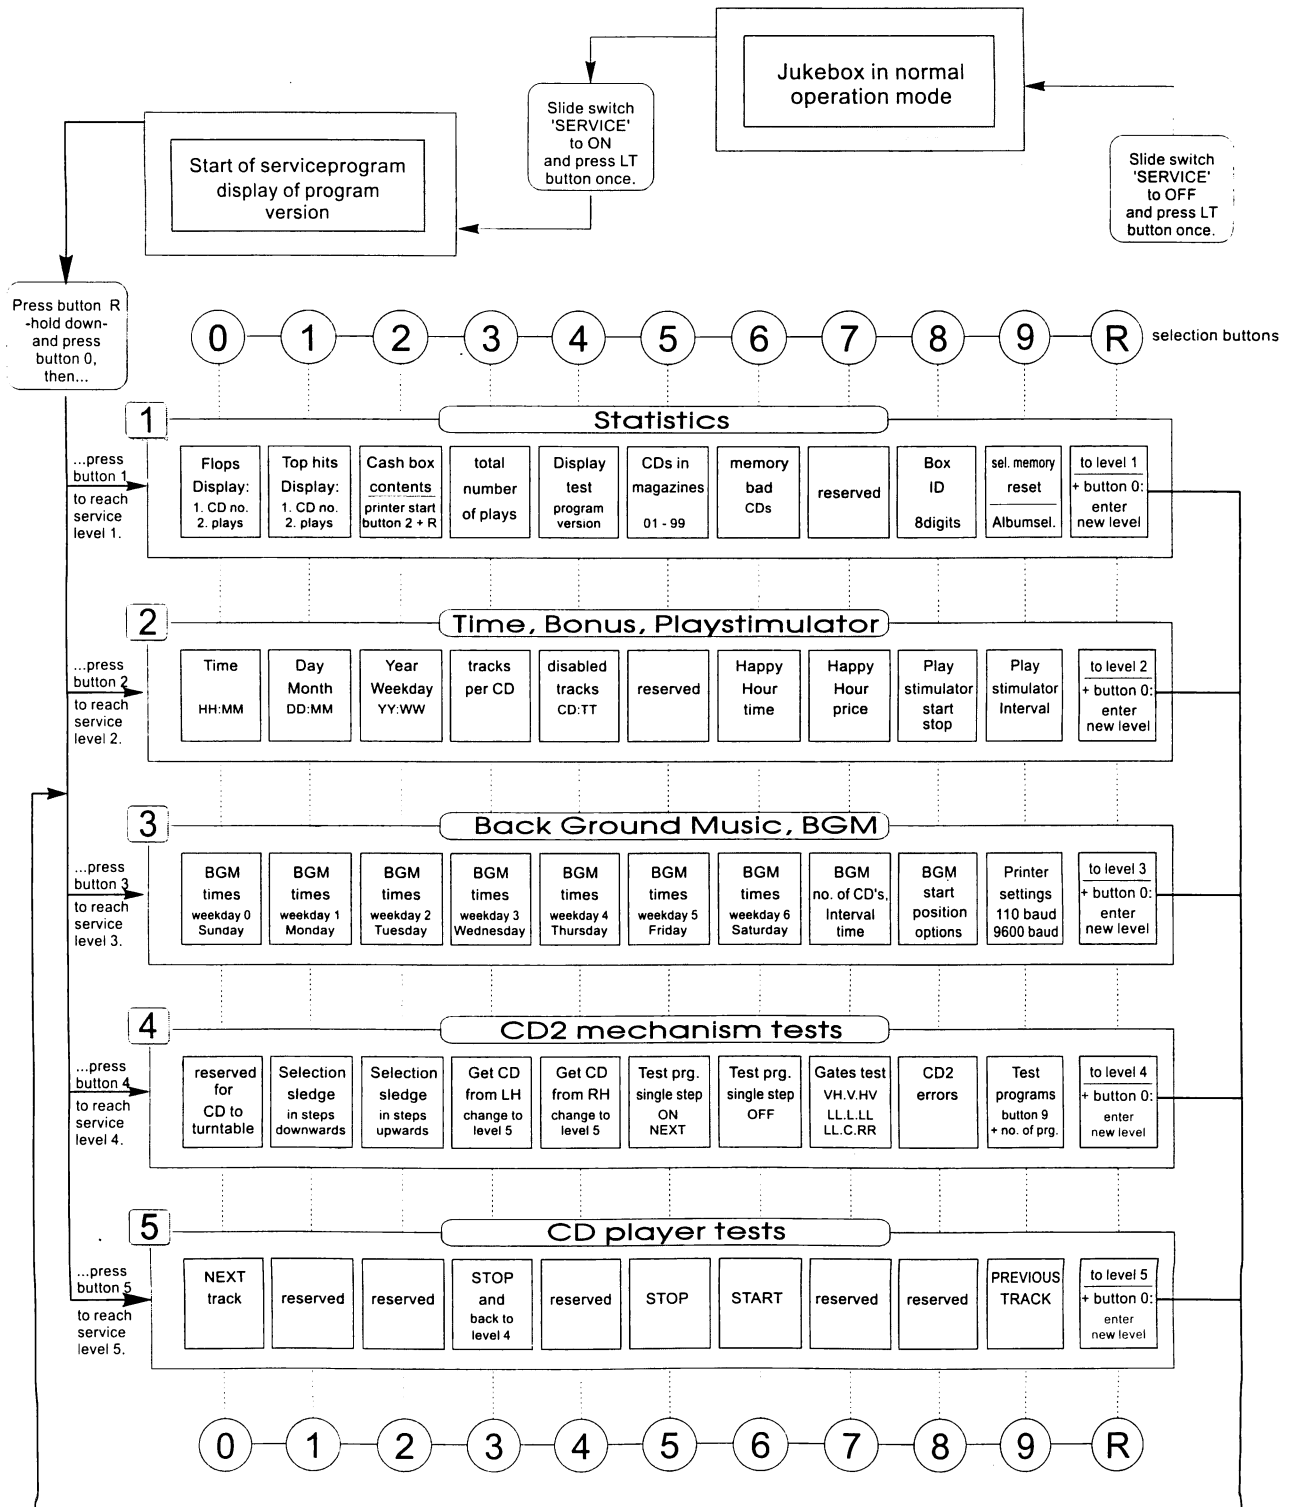 Jukebox in normal
operation mode
Slide switch
'SERVICE'
to ON
and press LT
button once.
Slide switch
'SERVICE'
to OFF
and press LT
button once.
Start of serviceprogram
display of program
version
Press button R
-hold down-
and press
button 0,
then...
0 1 2 3 4 5 6 7 8 9 R selection buttons
1
Statistics
...press
button 1
to reach
service
level 1.
Flops
Display:
1. CD no.
2. plays
Top hits
Display:
1. CD no.
2. plays
Cash box
contents
printer start
button 2 + R
total
number
of plays
Display
test
program
version
CDs in
magazines
01 - 99
memory
bad
CDs
reserved
Box
ID
8digits
sel. memory
reset
Albumsel.
to level 1
+ button 0:
enter
new level
2
Time, Bonus, Playstimulator
...press
button 2
to reach
service
level 2.
Time
HH:MM
Day
Month
DD:MM
Year
Weekday
YY:WW
tracks
per CD
disabled
tracks
CD:TT
reserved
Happy
Hour
time
Happy
Hour
price
Play
stimulator
start
stop
Play
stimulator
Interval
to level 2
+ button 0:
enter
new level
3
Back Ground Music, BGM
...press
button 3
to reach
service
level 3.
BGM
times
weekday 0
Sunday
BGM
times
weekday 1
Monday
BGM
times
weekday 2
Tuesday
BGM
times
weekday 3
Wednesday
BGM
times
weekday 4
Thursday
BGM
times
weekday 5
Friday
BGM
times
weekday 6
Saturday
BGM
no. of CD's,
Interval
time
BGM
start
position
options
Printer
settings
110 baud
9600 baud
to level 3
+ button 0:
enter
new level
4
CD2 mechanism tests
...press
button 4
to reach
service
level 4.
reserved
for
CD to
turntable
Selection
sledge
in steps
downwards
Selection
sledge
in steps
upwards
Get CD
from LH
change to
level 5
Get CD
from RH
change to
level 5
Test prg.
single step
ON
NEXT
Test prg.
single step
OFF
Gates test
VH.V.HV
LL.L.LL
LL.C.RR
CD2
errors
Test
programs
button 9
+ no. of prg.
to level 4
+ button 0:
enter
new level
5
CD player tests
...press
button 5
to reach
service
level 5.
NEXT
track
reserved
reserved
STOP
and
back to
level 4
reserved
STOP
START
reserved
reserved
PREVIOUS
TRACK
to level 5
+ button 0:
enter
new level
0 1 2 3 4 5 6 7 8 9 R